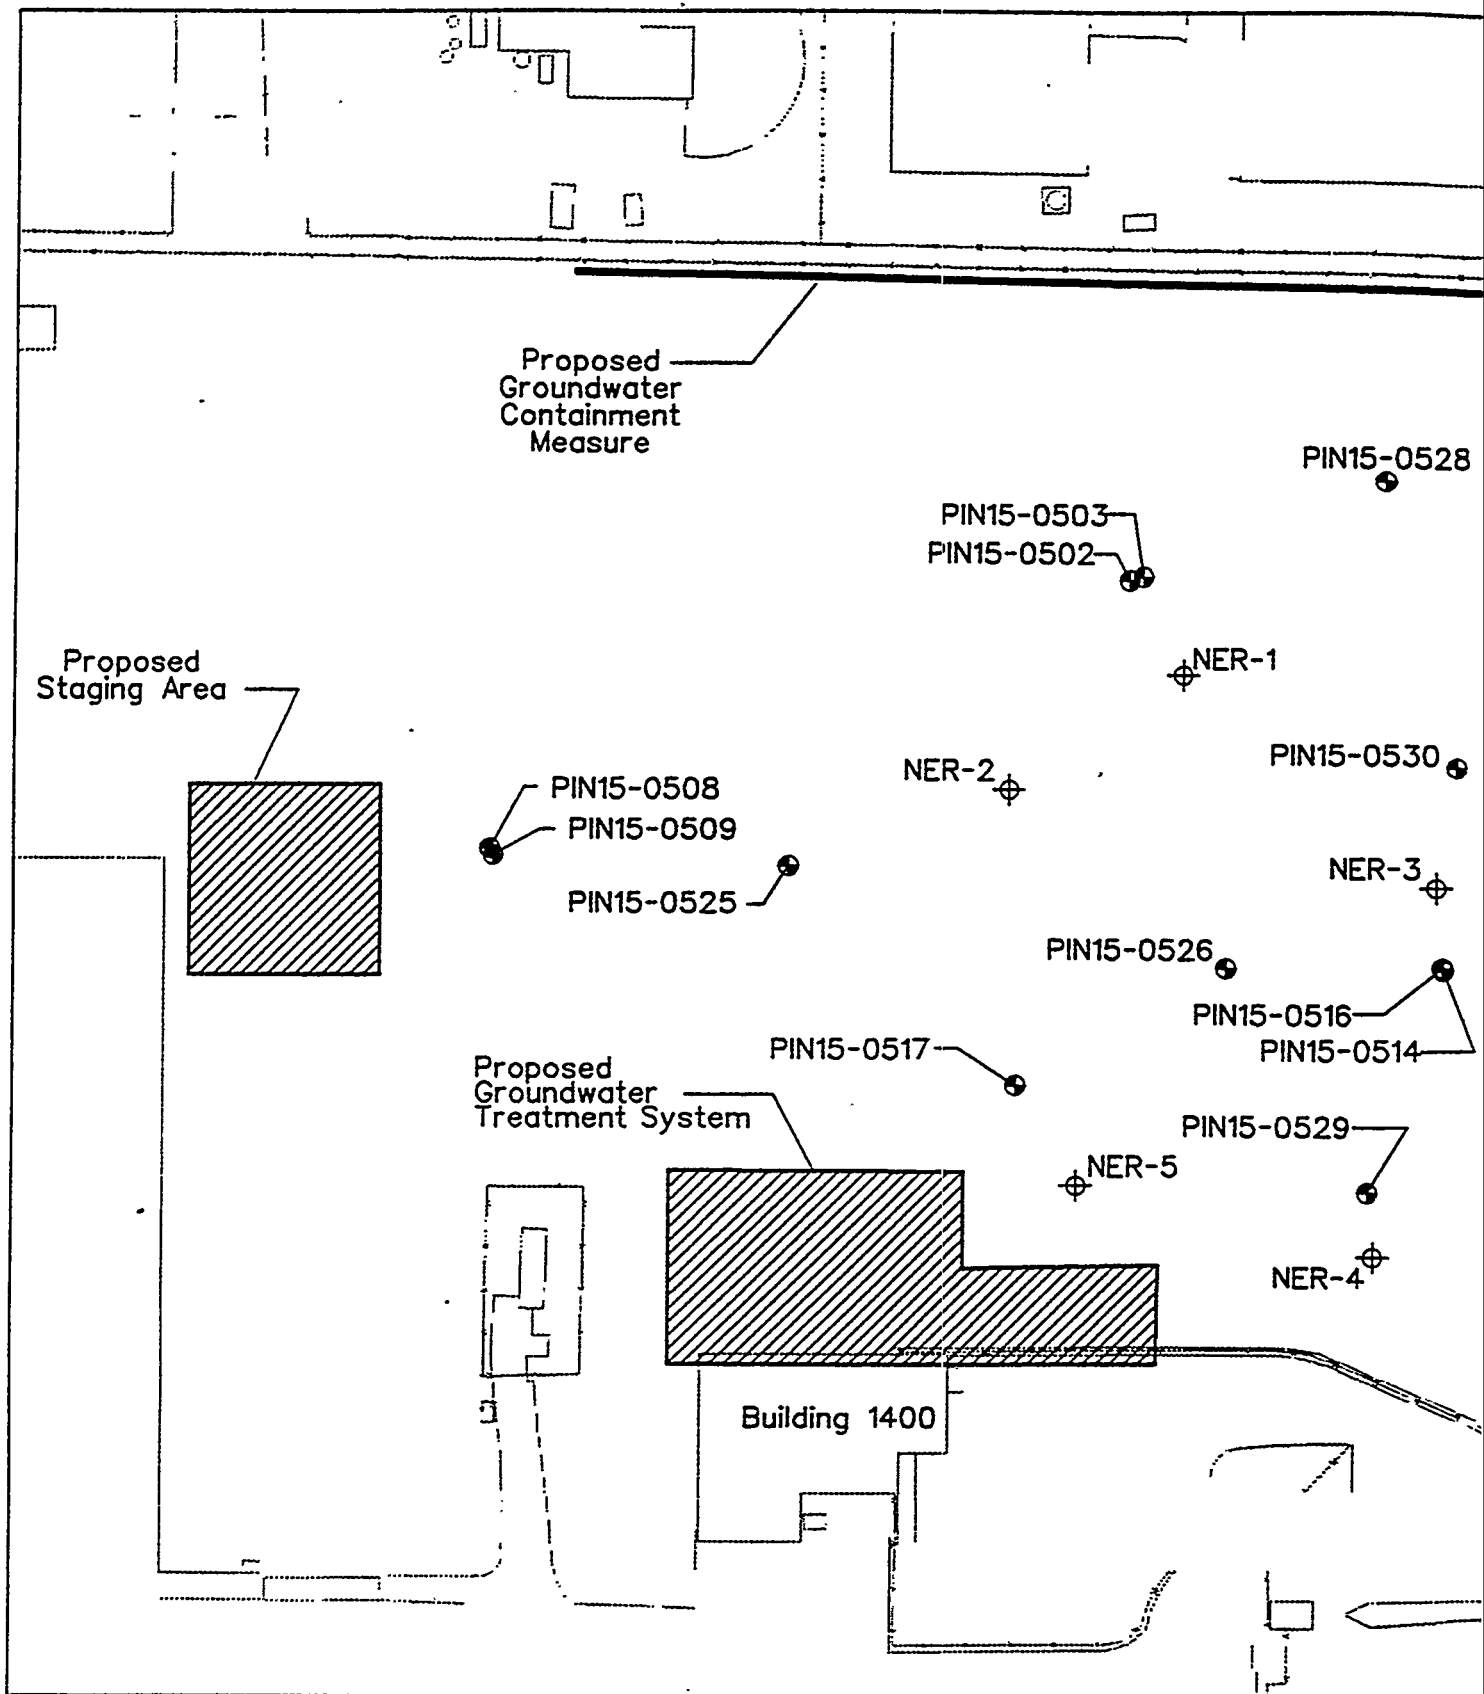 Proposed
Groundwater
Containment
Measure
PIN15-0528
PIN15-0503
PIN15-0502
NER-1
Proposed
Staging Area
PIN15-0530
NER-2
PIN15-0508
PIN15-0509
NER-3
PIN15-0525
PIN15-0526
PIN15-0516
PIN15-0514
PIN15-0517
Proposed
Groundwater
Treatment System
PIN15-0529
NER-5
NER-4
Building 1400